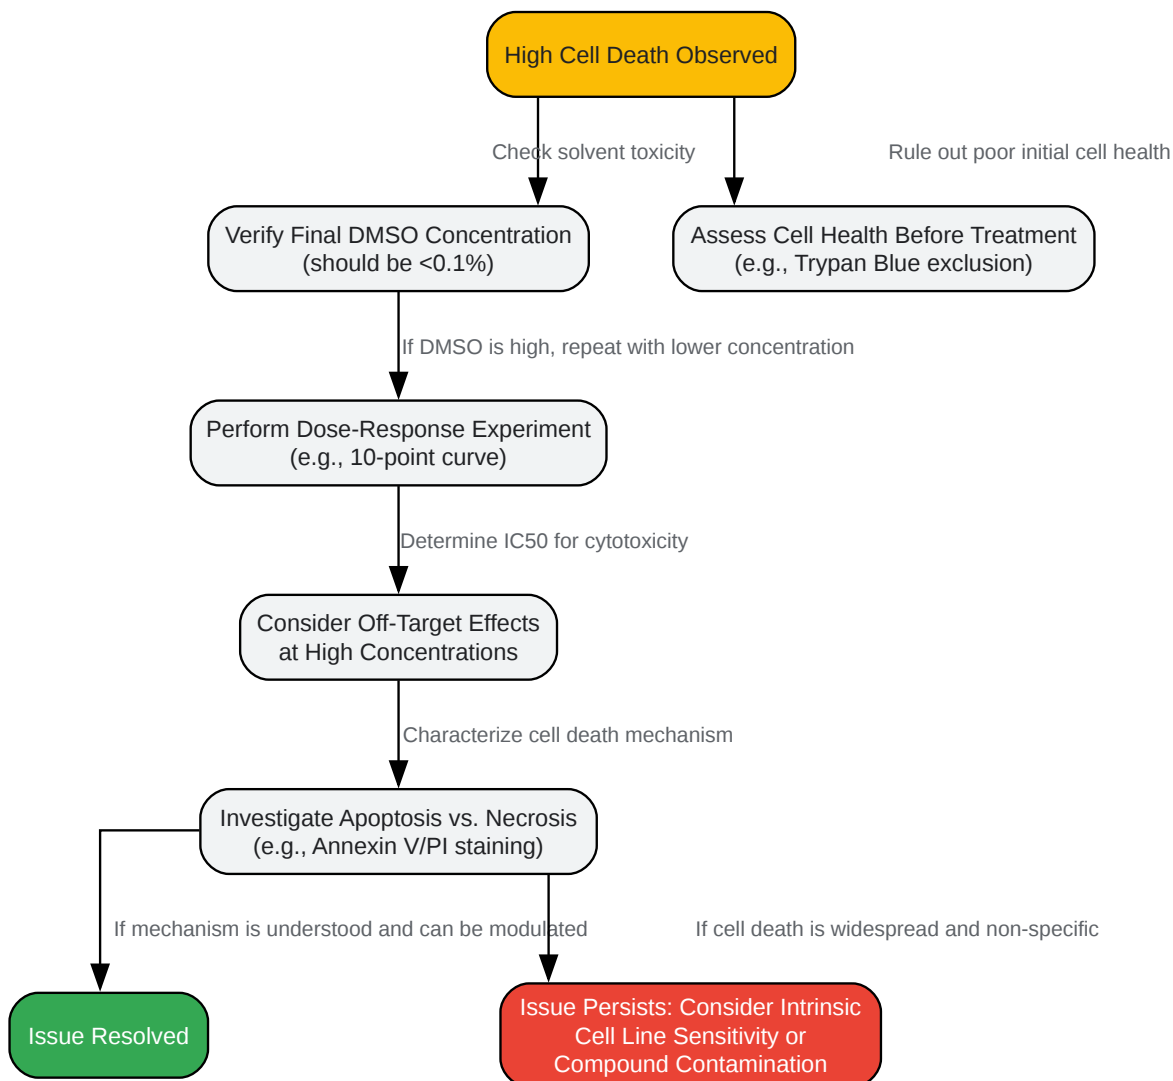 High Cell Death Observed
Check solvent toxicity
Rule out poor initial cell health
Verify Final DMSO Concentration
(should be <0.1%)
Assess Cell Health Before Treatment
(e.g., Trypan Blue exclusion)
If DMSO is high, repeat with lower concentration
Perform Dose-Response Experiment
(e.g., 10-point curve)
Determine IC50 for cytotoxicity
Consider Off-Target Effects
at High Concentrations
Characterize cell death mechanism
Investigate Apoptosis vs. Necrosis
(e.g., Annexin V/PI staining)
If mechanism is understood and can be modulated
If cell death is widespread and non-specific
Issue Resolved
Issue Persists: Consider Intrinsic
Cell Line Sensitivity or
Compound Contamination